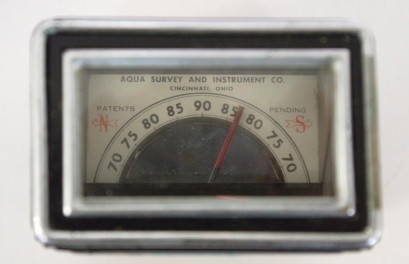 AQUA SURVEY AND INSTRUMENT CO.
CINCINNATI, OHIO
PATENTS PENDING
N S
70 75 80 85 90 85 80 75 70